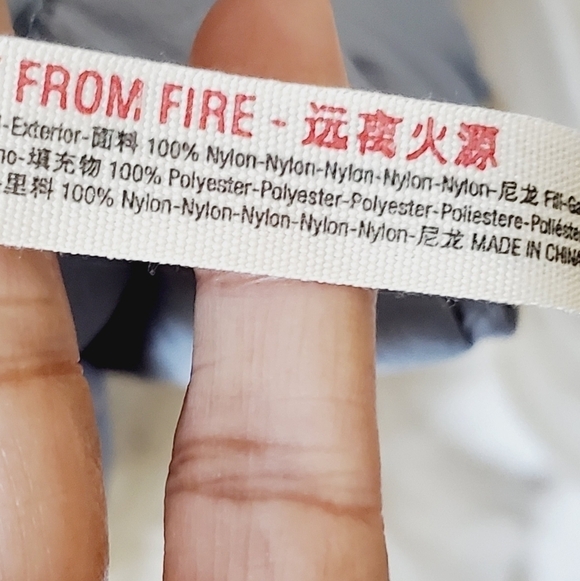 FROM FIRE - 远离火源
-Exterior-面料 100% Nylon-Nylon-Nylon-Nylon-Nylon-尼龙 Fill-Ga
no-填充物 100% Polyester-Polyester-Polyester-Poliestere-Poliéste
里料 100% Nylon-Nylon-Nylon-Nylon-Nylon-尼龙 MADE IN CHINA